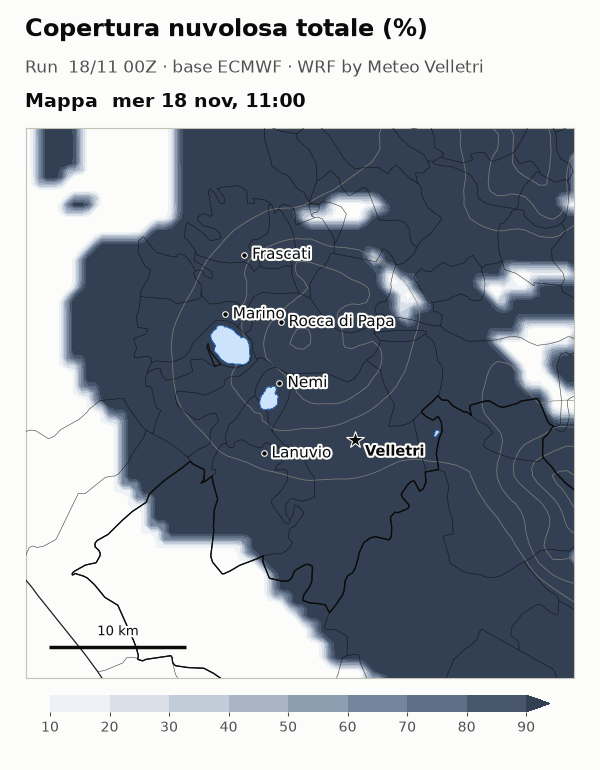 Copertura nuvolosa totale (%)
Run  18/11 00Z · base ECMWF · WRF by Meteo Velletri
Mappa  mer 18 nov, 11:00
Frascati
Marino
Rocca di Papa
Nemi
Velletri
Lanuvio
10 km
10 20 30 40 50 60 70 80 90